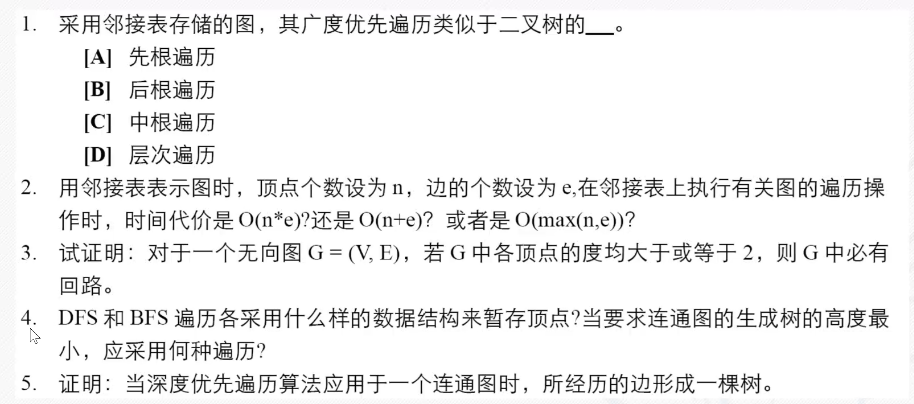 1. 采用邻接表存储的图，其广度优先遍历类似于二叉树的___。
[A] 先根遍历
[B] 后根遍历
[C] 中根遍历
[D] 层次遍历
2. 用邻接表表示图时，顶点个数设为 n，边的个数设为 e,在邻接表上执行有关图的遍历操
作时，时间代价是 O(n*e)?还是 O(n+e)？或者是 O(max(n,e))？
3. 试证明：对于一个无向图 G = (V, E)，若 G 中各顶点的度均大于或等于 2，则 G 中必有
回路。
4. DFS 和 BFS 遍历各采用什么样的数据结构来暂存顶点?当要求连通图的生成树的高度最
小，应采用何种遍历?
5. 证明：当深度优先遍历算法应用于一个连通图时，所经历的边形成一棵树。